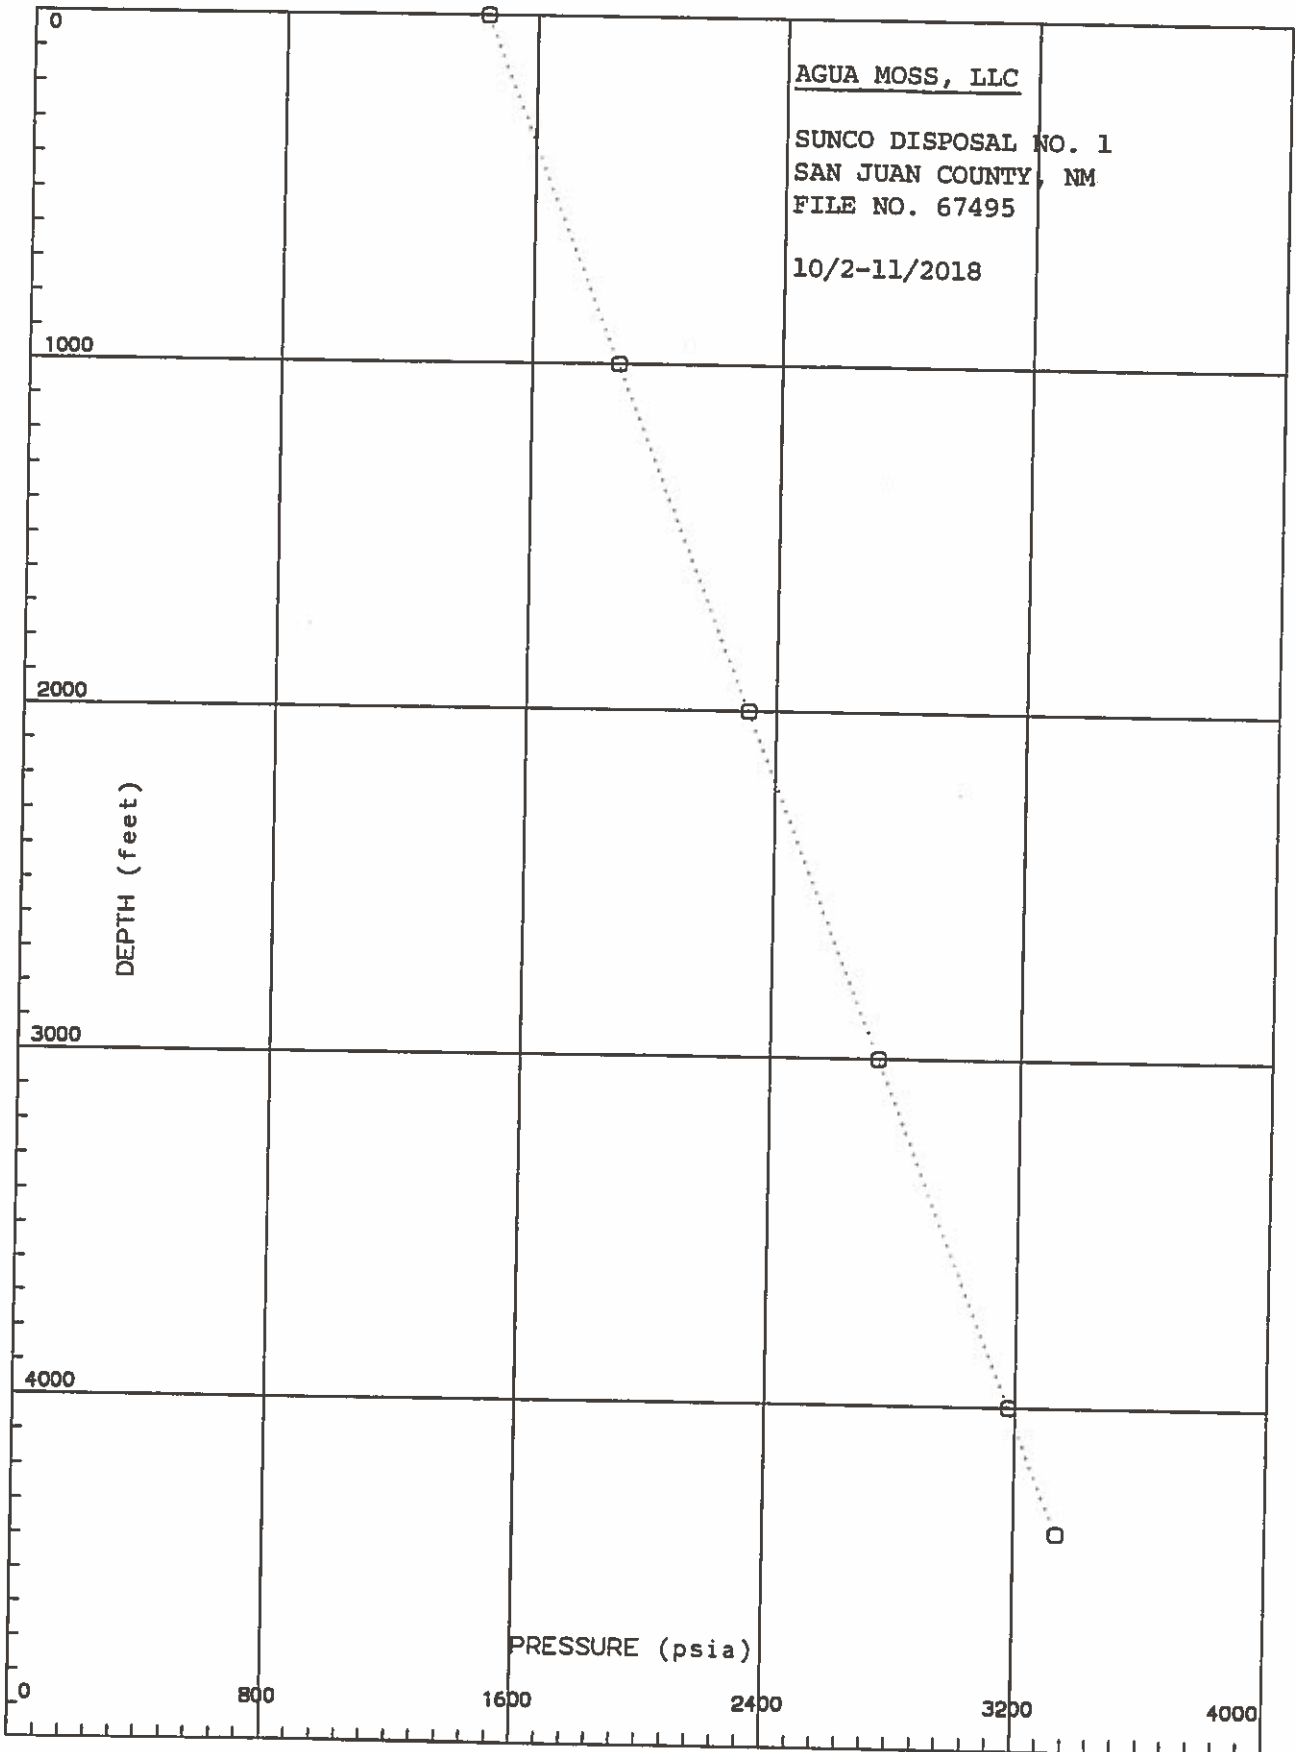 0
AGUA MOSS, LLC
SUNCO DISPOSAL NO. 1
SAN JUAN COUNTY, NM
FILE NO. 67495
10/2-11/2018
1000
2000
DEPTH (feet)
3000
4000
PRESSURE (psia)
0 800 1600 2400 3200 4000